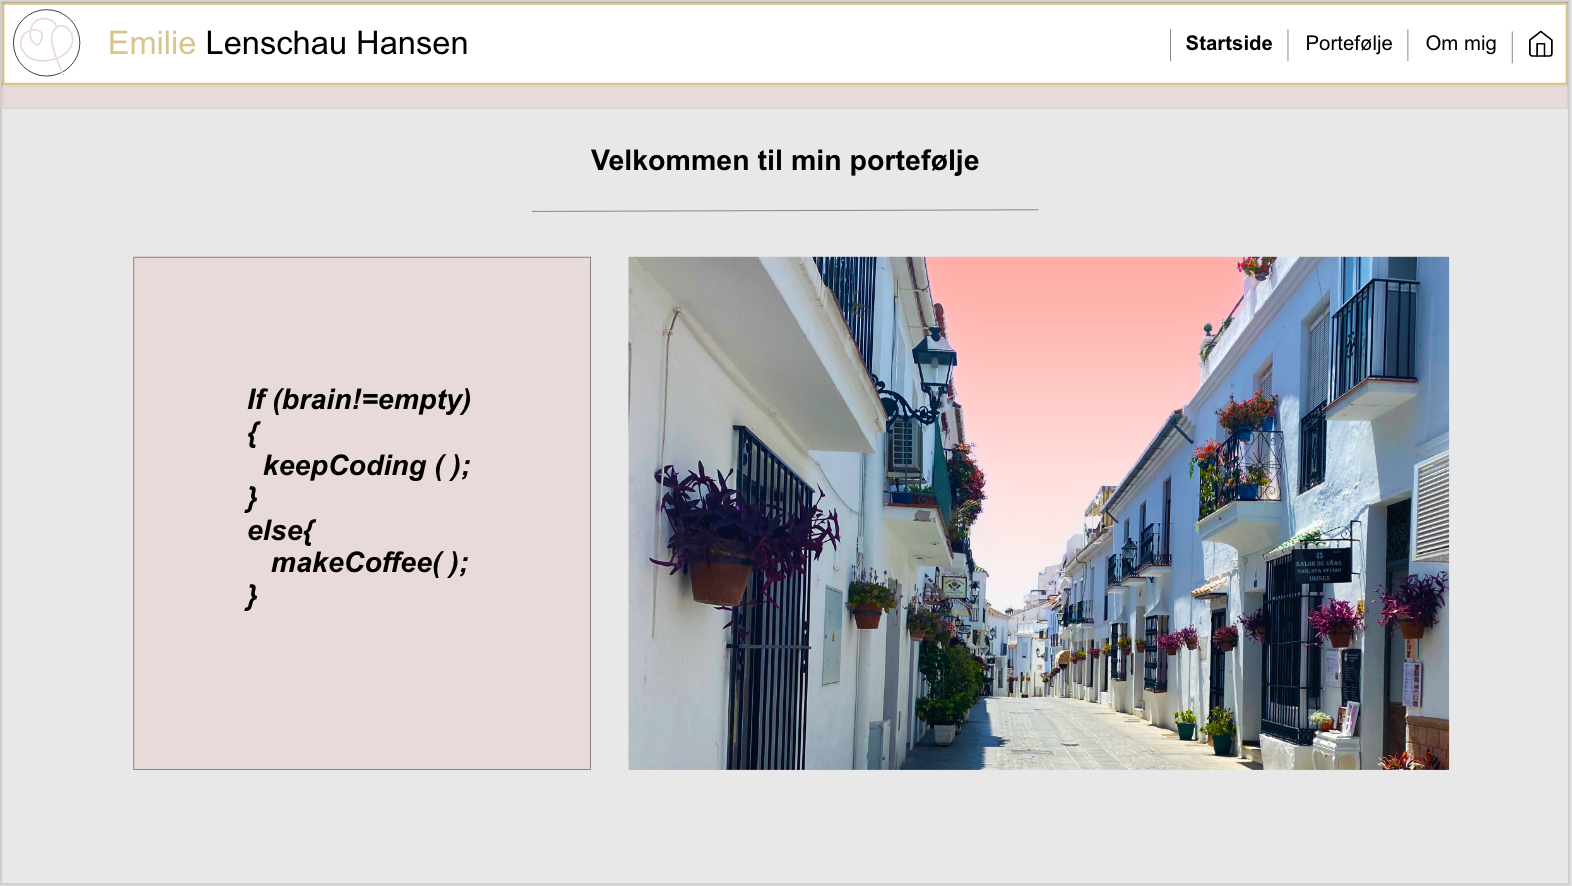 Emilie Lenschau Hansen
Startside
Portefølje
Om mig
Velkommen til min portefølje
If (brain!=empty)
{
keepCoding ( );
}
else{
makeCoffee( );
}
SALON DE UÑAS
NAIL SPA STUDIO
UNISEX